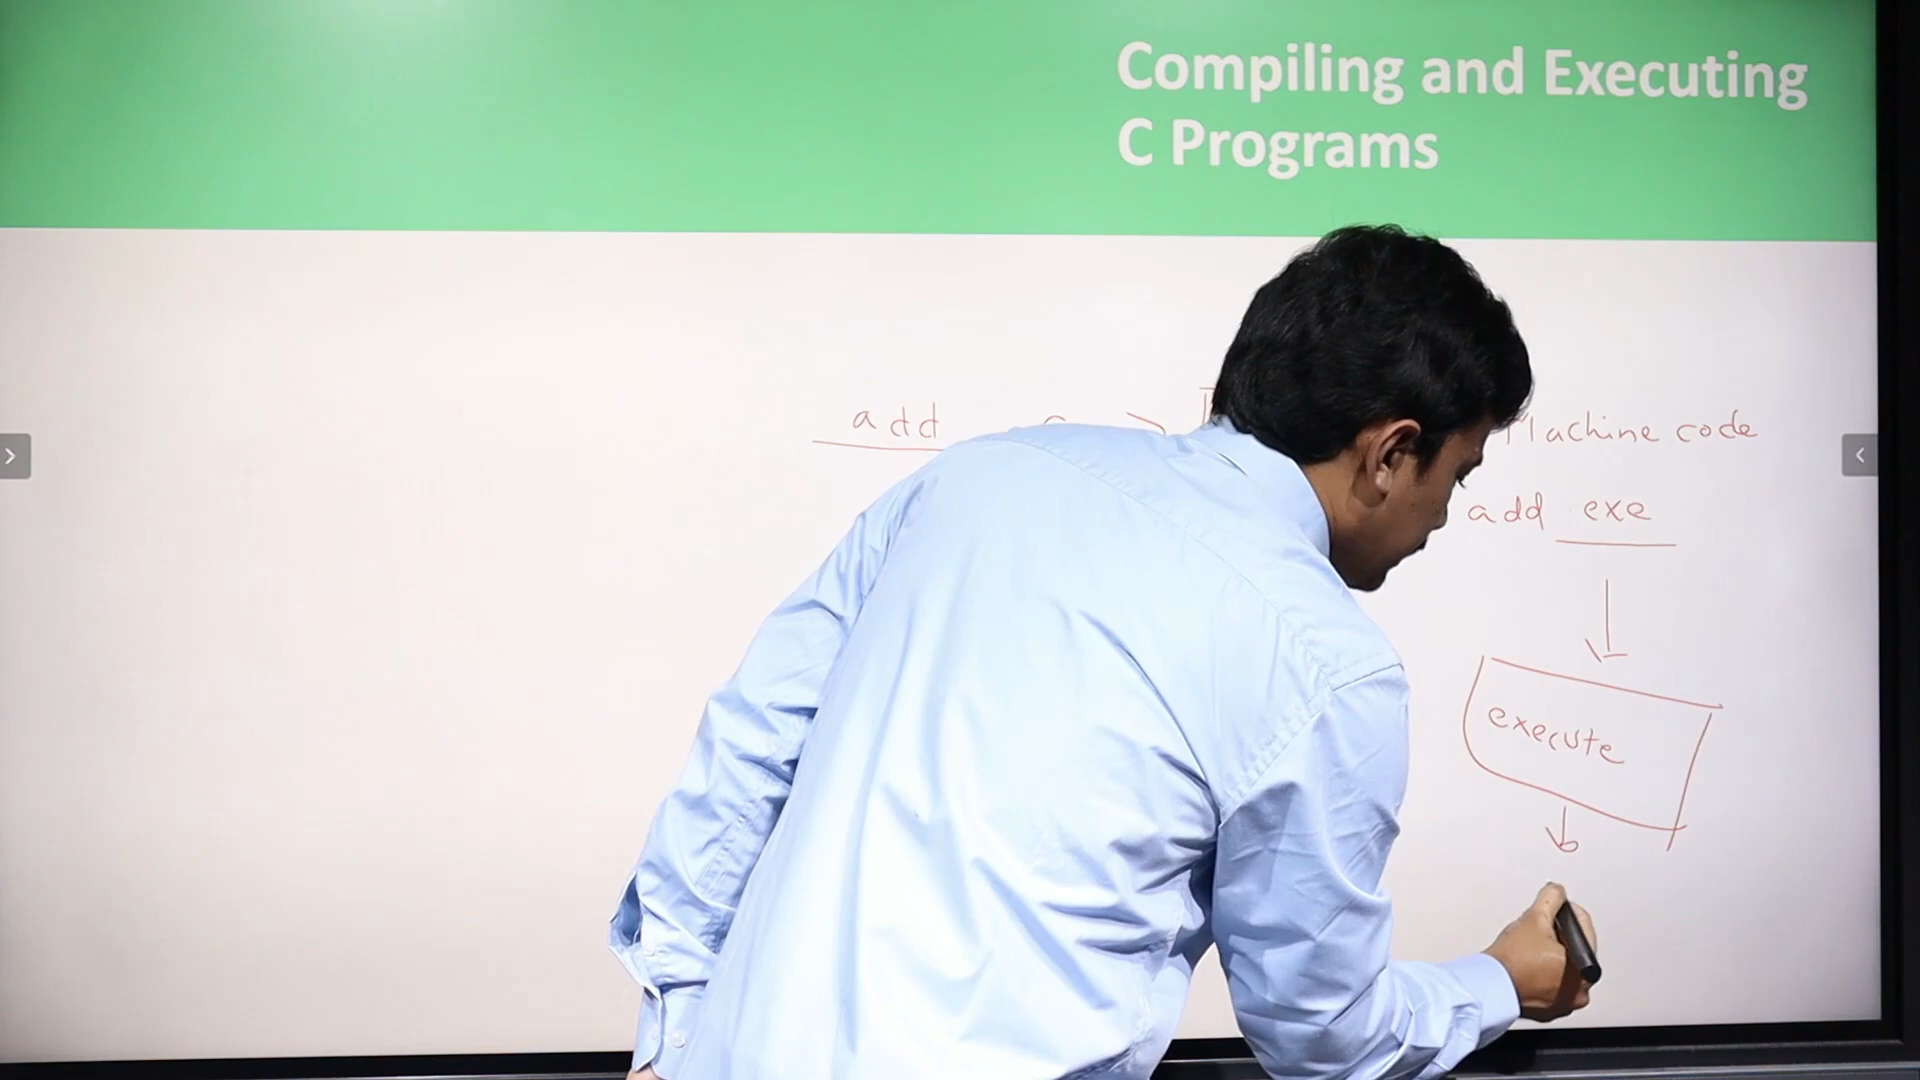 Compiling and Executing
C Programs
add
Machine code
add exe
execute